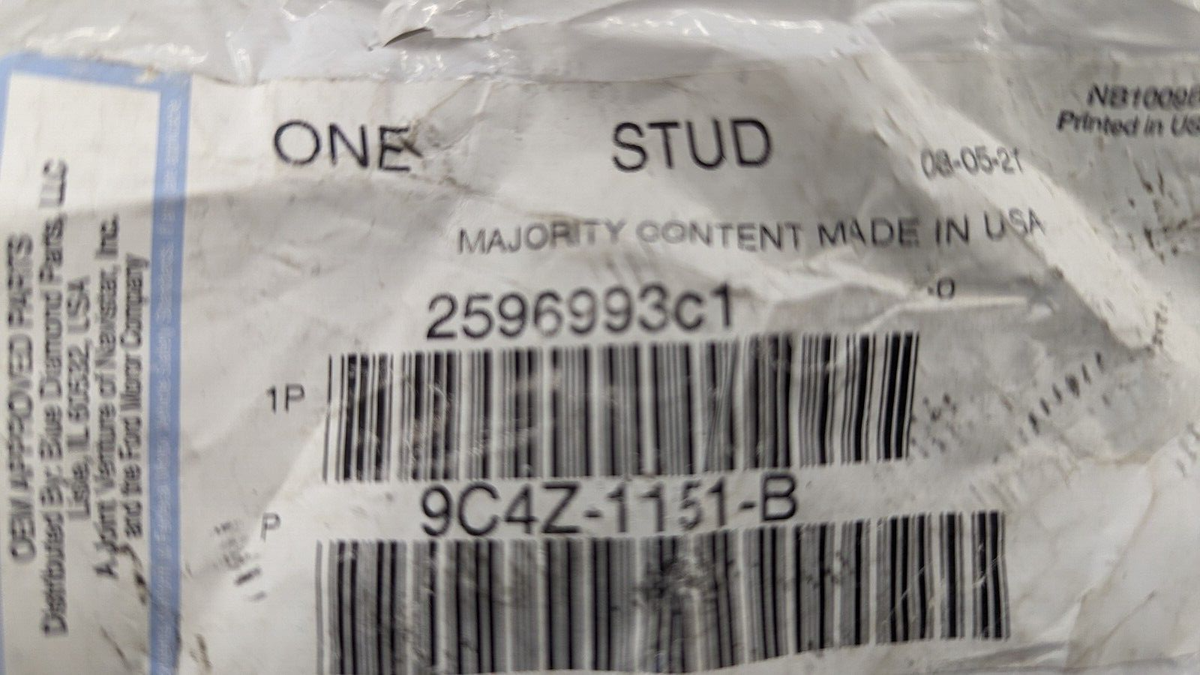 OEM APPROVED PARTS
Distributed By: Blue Diamond Parts, LLC
Lisle, IL 60532, USA
A Joint Venture of Navistar, Inc.
and the Ford Motor Company
ONE STUD
08-05-21
Printed in US
MAJORITY CONTENT MADE IN USA
-0
2596993c1
1P
9C4Z-1151-B
P